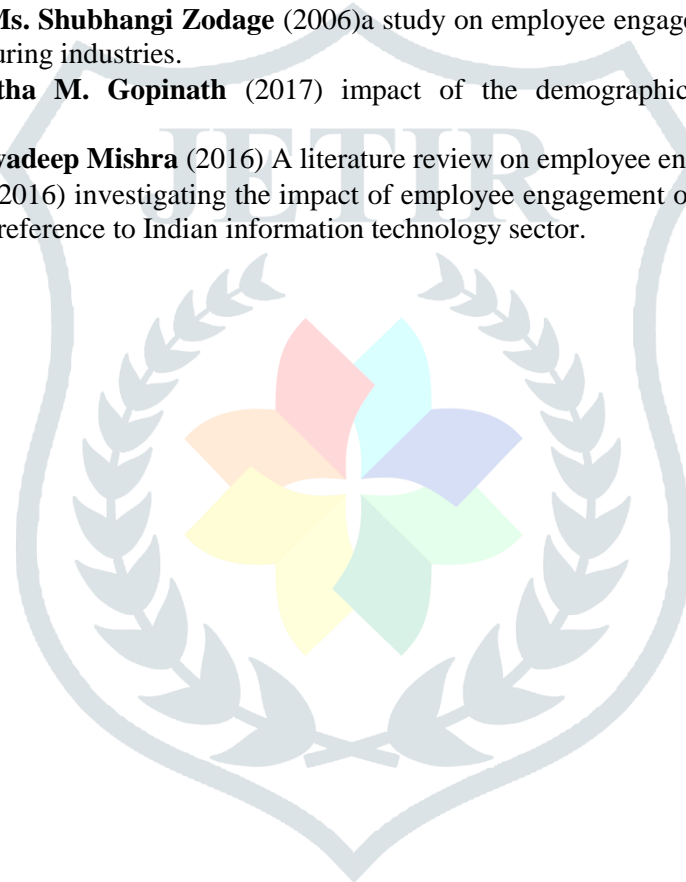 Ms. Shubhangi Zodage (2006)a study on employee engag
uring industries.
tha M. Gopinath (2017) impact of the demographic
yadeep Mishra (2016) A literature review on employee en
2016) investigating the impact of employee engagement o
reference to Indian information technology sector.
JETIR